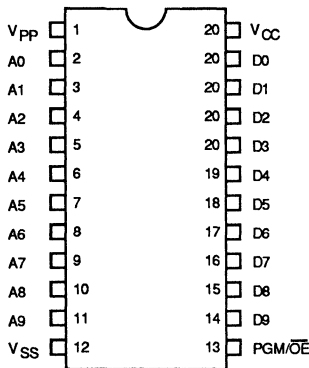 VPP 1 20 VCC
A0 2 20 D0
A1 3 20 D1
A2 4 20 D2
A3 5 20 D3
A4 6 19 D4
A5 7 18 D5
A6 8 17 D6
A7 9 16 D7
A8 10 15 D8
A9 11 14 D9
VSS 12 13 PGM/OE